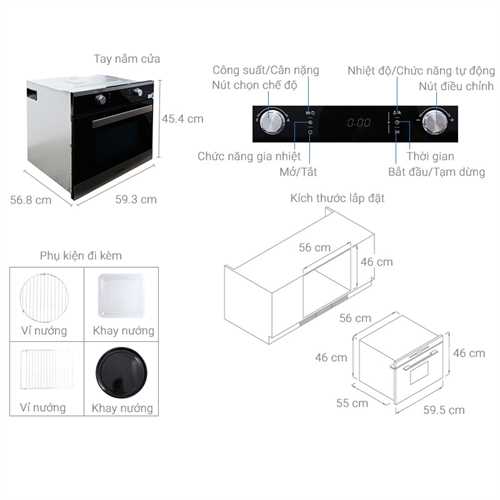 Tay nắm cửa
45.4 cm
56.8 cm
59.3 cm
Công suất/Cân nặng
Nút chọn chế độ
Nhiệt độ/Chức năng tự động
Nút điều chỉnh
0:00
Chức năng gia nhiệt
Mở/Tắt
Thời gian
Bắt đầu/Tạm dừng
Kích thước lắp đặt
56 cm
46 cm
56 cm
46 cm
46 cm
55 cm
59.5 cm
Phụ kiện đi kèm
Vỉ nướng
Khay nướng
Vỉ nướng
Khay nướng